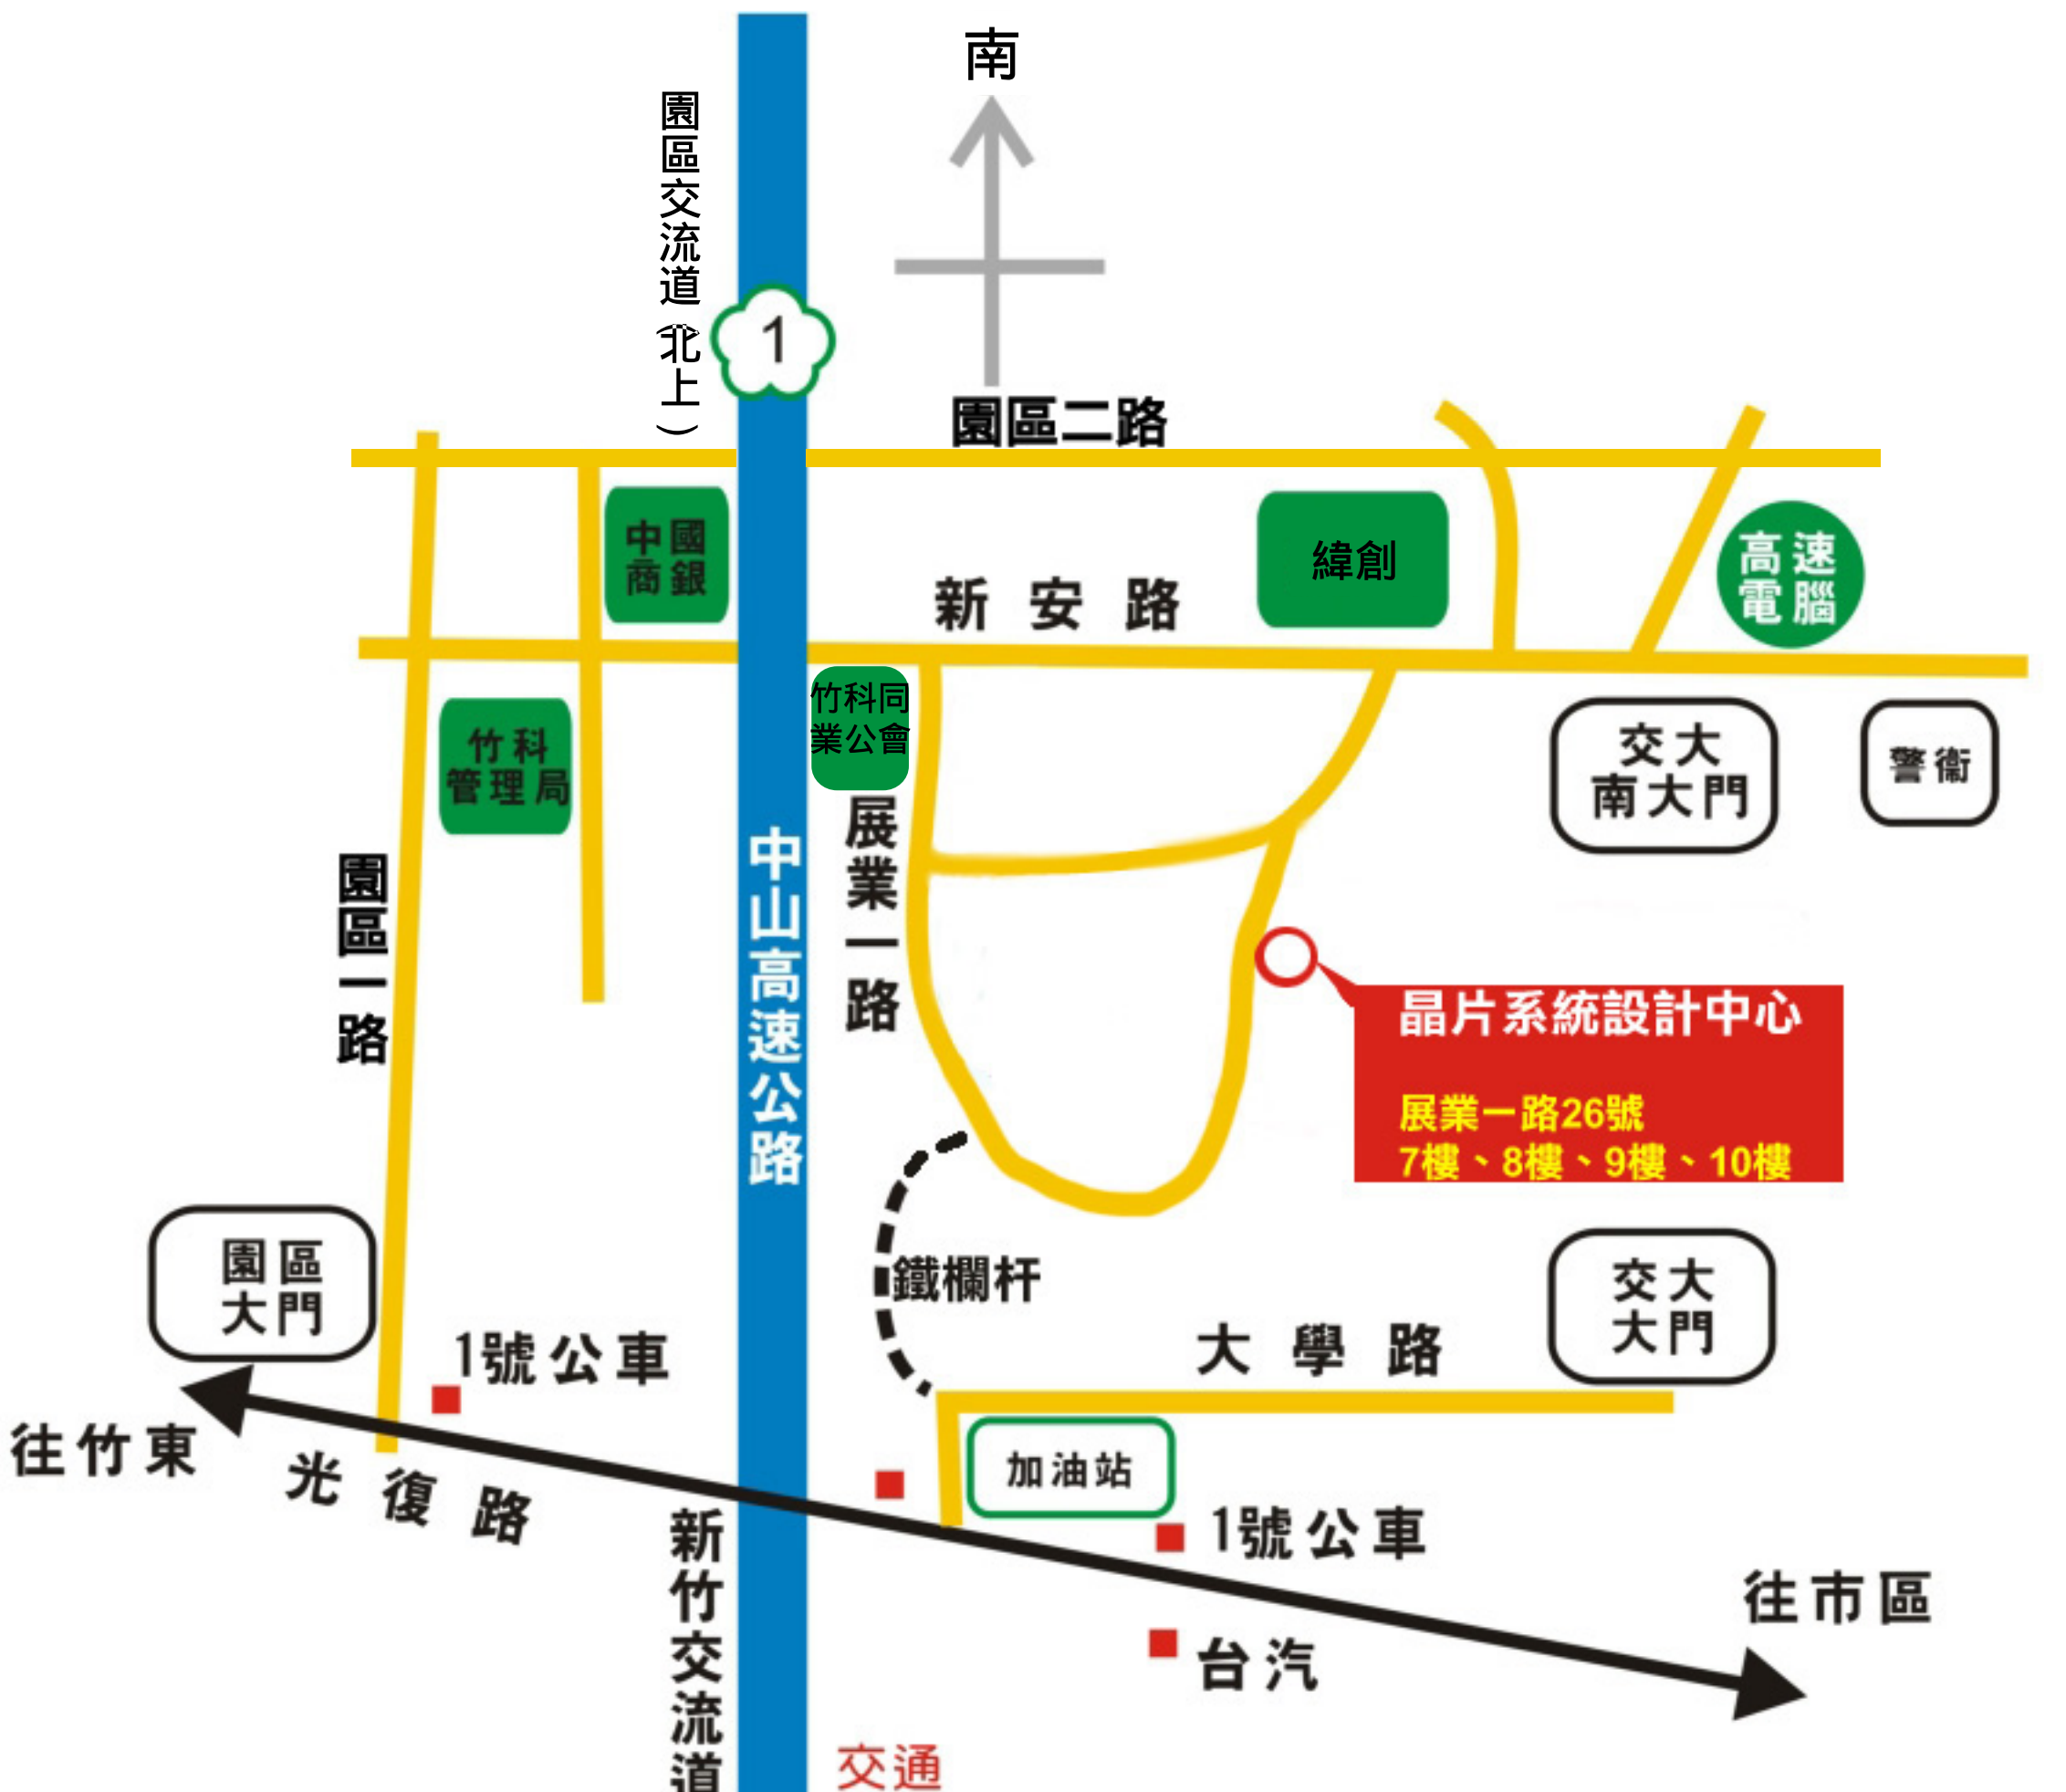 南
園區交流道(北上)
1
園區二路
中國
商銀
緯創
高速
電腦
新安路
竹科同
業公會
竹科
管理局
交大
南大門
警衛
展業一路
中山高速公路
園區一路
晶片系統設計中心
展業一路26號
7樓、8樓、9樓、10樓
園區
大門
鐵欄杆
交大
大門
1號公車
大學路
往竹東
光復路
加油站
新竹交流道
1號公車
往市區
台汽
交通